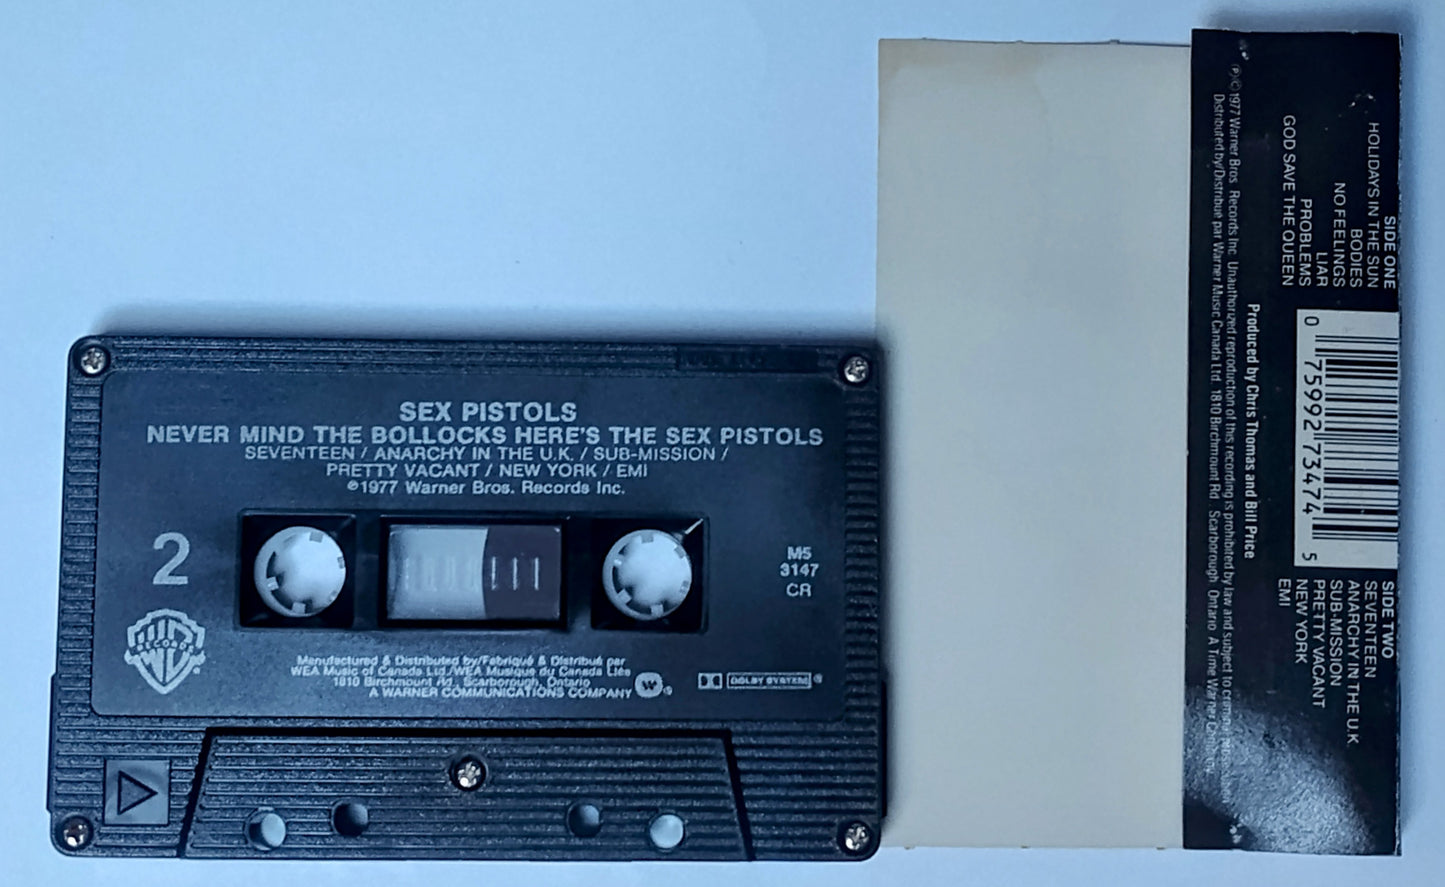 SEX PISTOLS
NEVER MIND THE BOLLOCKS HERE'S THE SEX PISTOLS
SEVENTEEN / ANARCHY IN THE U.K. / SUB-MISSION /
PRETTY VACANT / NEW YORK / EMI
℗1977 Warner Bros. Records Inc.
2
M5
3147
CR
RECORDS
Manufactured & Distributed by/Fabriqué & Distribué par
WEA Music of Canada Ltd./WEA Musique du Canada Ltée
1810 Birchmount Rd., Scarborough, Ontario
A WARNER COMMUNICATIONS COMPANY
DOLBY SYSTEM
SIDE ONE
HOLIDAYS IN THE SUN
BODIES
NO FEELINGS
LIAR
PROBLEMS
GOD SAVE THE QUEEN
0 75992 73474 5
SIDE TWO
SEVENTEEN
ANARCHY IN THE U.K.
SUB-MISSION
PRETTY VACANT
NEW YORK
EMI
Produced by Chris Thomas and Bill Price
℗© 1977 Warner Bros. Records Inc. Unauthorized reproduction of this recording is prohibited by law and subject to criminal
Distributed by/Distribué par Warner Music Canada Ltd. 1810 Birchmount Rd. Scarborough, Ontario. A Time Warner Company